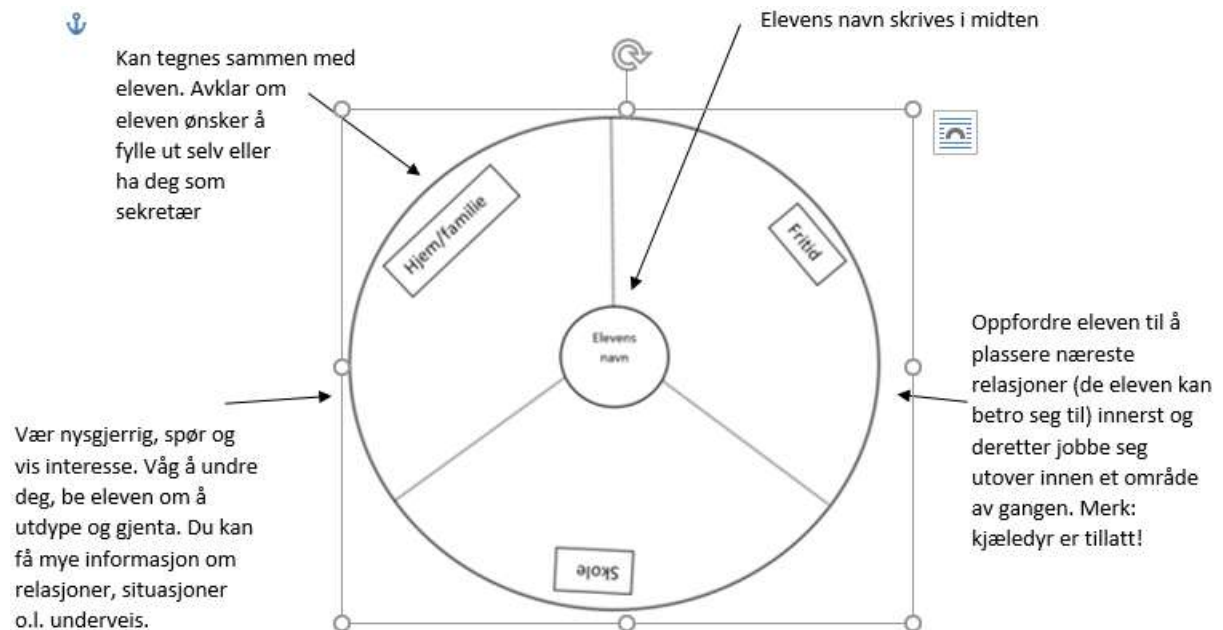 Elevens navn skrives i midten
Kan tegnes sammen med
eleven. Avklar om
eleven ønsker å
fylle ut selv eller
ha deg som
sekretær
Hjem/familie
Fritid
Elevens
navn
Oppfordre eleven til å
plassere næreste
relasjoner (de eleven kan
betro seg til) innerst og
deretter jobbe seg
utover innen et område
av gangen. Merk:
kjæledyr er tillatt!
Vær nysgjerrig, spør og
vis interesse. Våg å undre
deg, be eleven om å
utdype og gjenta. Du kan
få mye informasjon om
relasjoner, situasjoner
o.l. underveis.
Skole